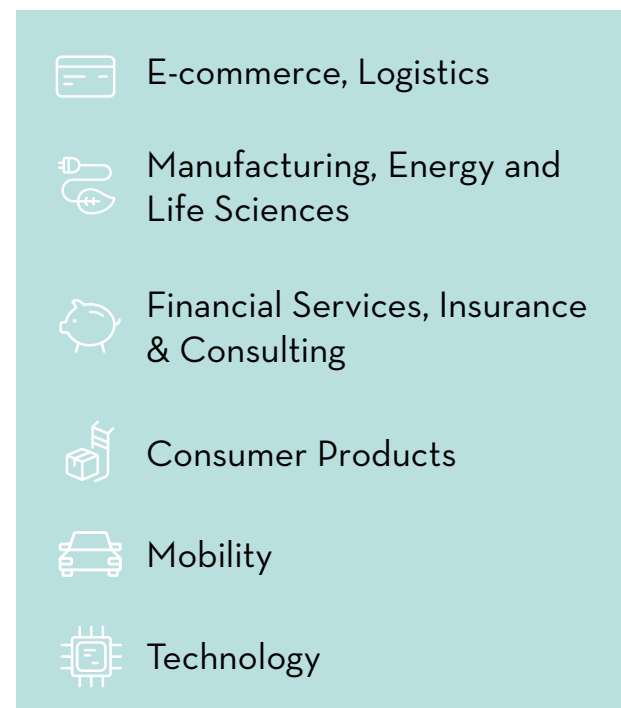 E-commerce, Logistics
Manufacturing, Energy and
Life Sciences
Financial Services, Insurance
& Consulting
Consumer Products
Mobility
Technology